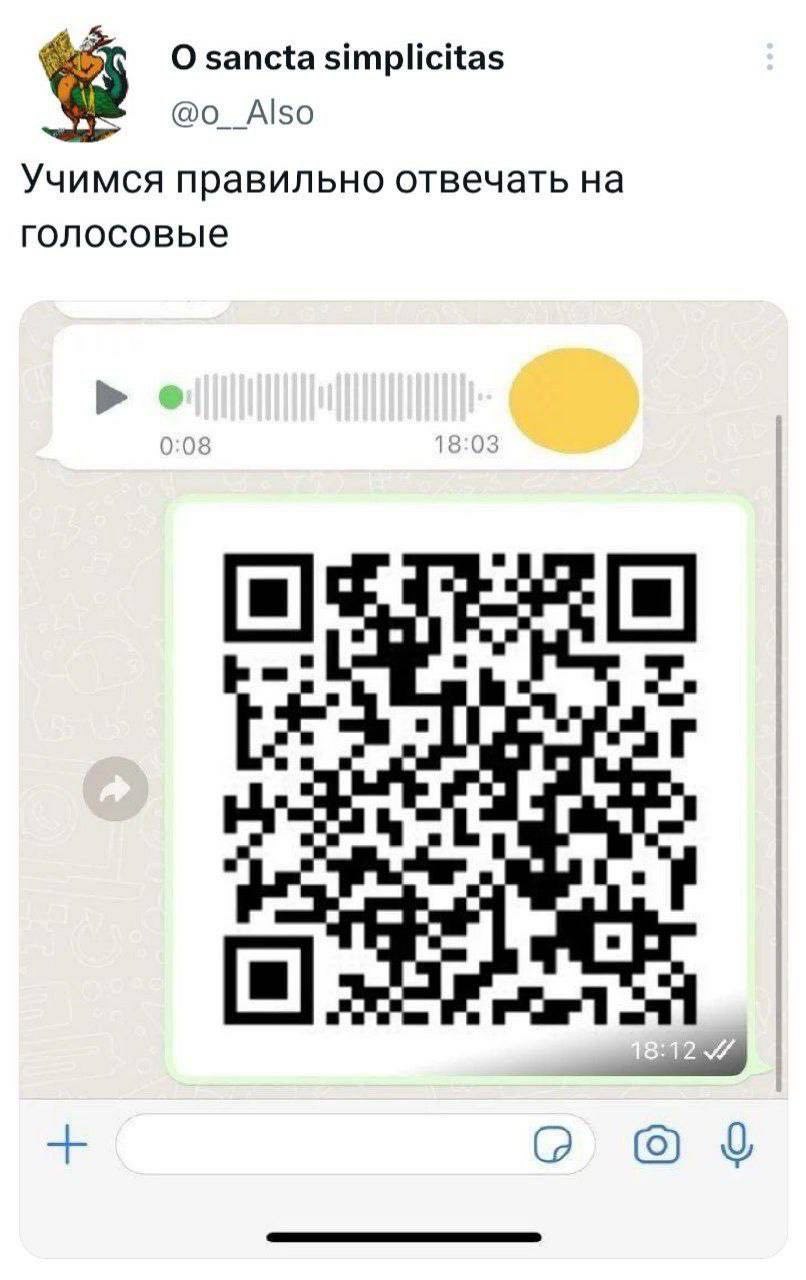 O sancta simplicitas
@o__Also
Учимся правильно отвечать на
голосовые
0:08 18:03
18:12